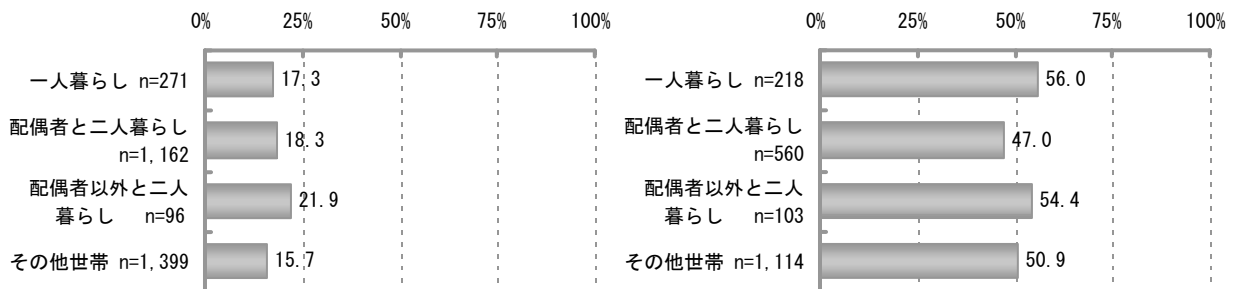 0% 25% 50% 75% 100%
一人暮らし n=271 17.3
配偶者と二人暮らし
n=1,162 18.3
配偶者以外と二人
暮らし n=96 21.9
その他世帯 n=1,399 15.7
0% 25% 50% 75% 100%
一人暮らし n=218 56.0
配偶者と二人暮らし
n=560 47.0
配偶者以外と二人
暮らし n=103 54.4
その他世帯 n=1,114 50.9